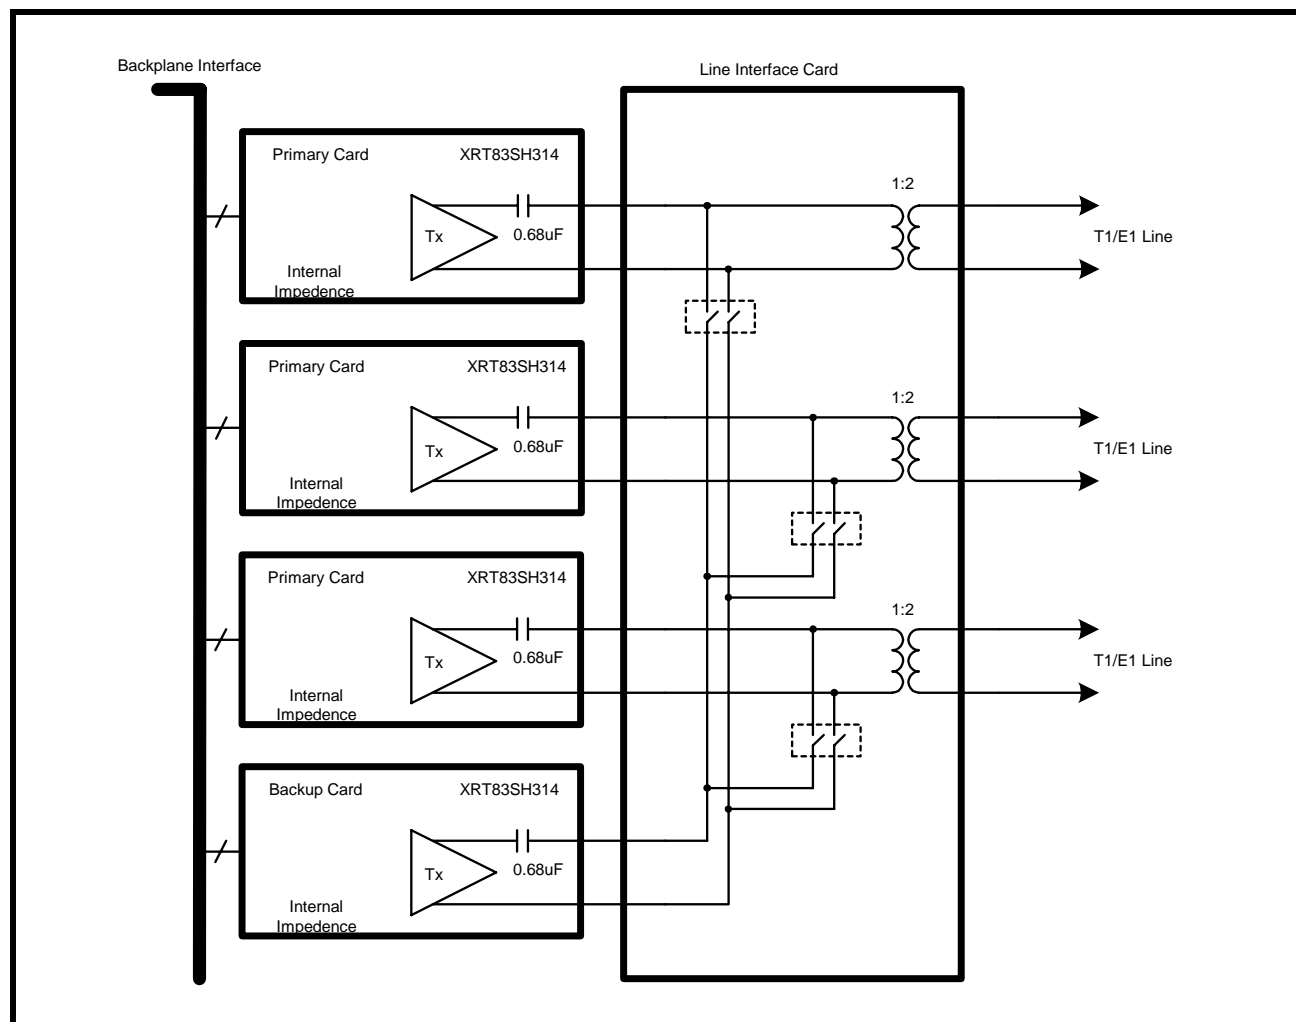 Backplane Interface
Line Interface Card
Primary Card
XRT83SH314
1:2
Tx
0.68uF
T1/E1 Line
Internal
Impedence
Primary Card
XRT83SH314
1:2
Tx
0.68uF
T1/E1 Line
Internal
Impedence
Primary Card
XRT83SH314
1:2
Tx
0.68uF
T1/E1 Line
Internal
Impedence
Backup Card
XRT83SH314
Tx
0.68uF
Internal
Impedence